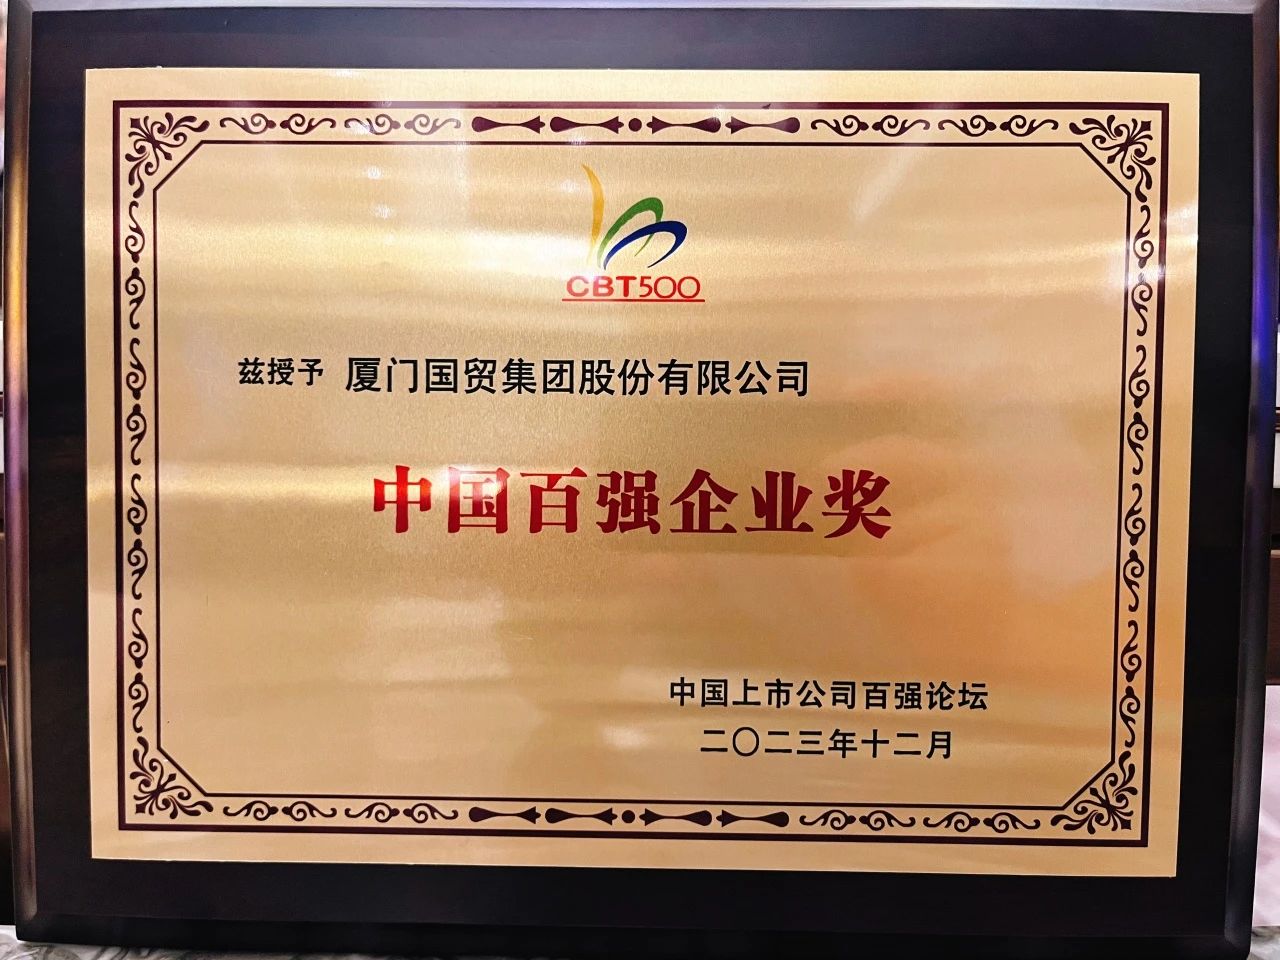 CBT500
兹授予 厦门国贸集团股份有限公司
中国百强企业奖
中国上市公司百强论坛
二〇二三年十二月